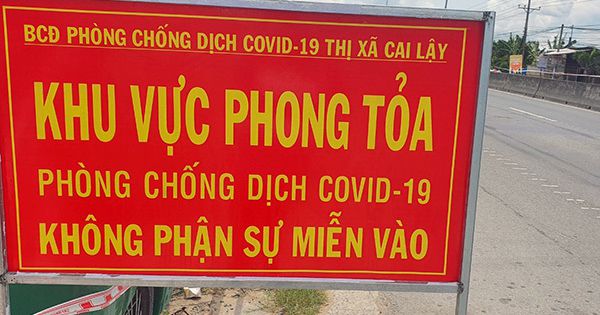 BCĐ PHÒNG CHỐNG DỊCH COVID-19 THỊ XÃ CAI LẬY
KHU VỰC PHONG TỎA
PHÒNG CHỐNG DỊCH COVID-19
KHÔNG PHẬN SỰ MIỄN VÀO